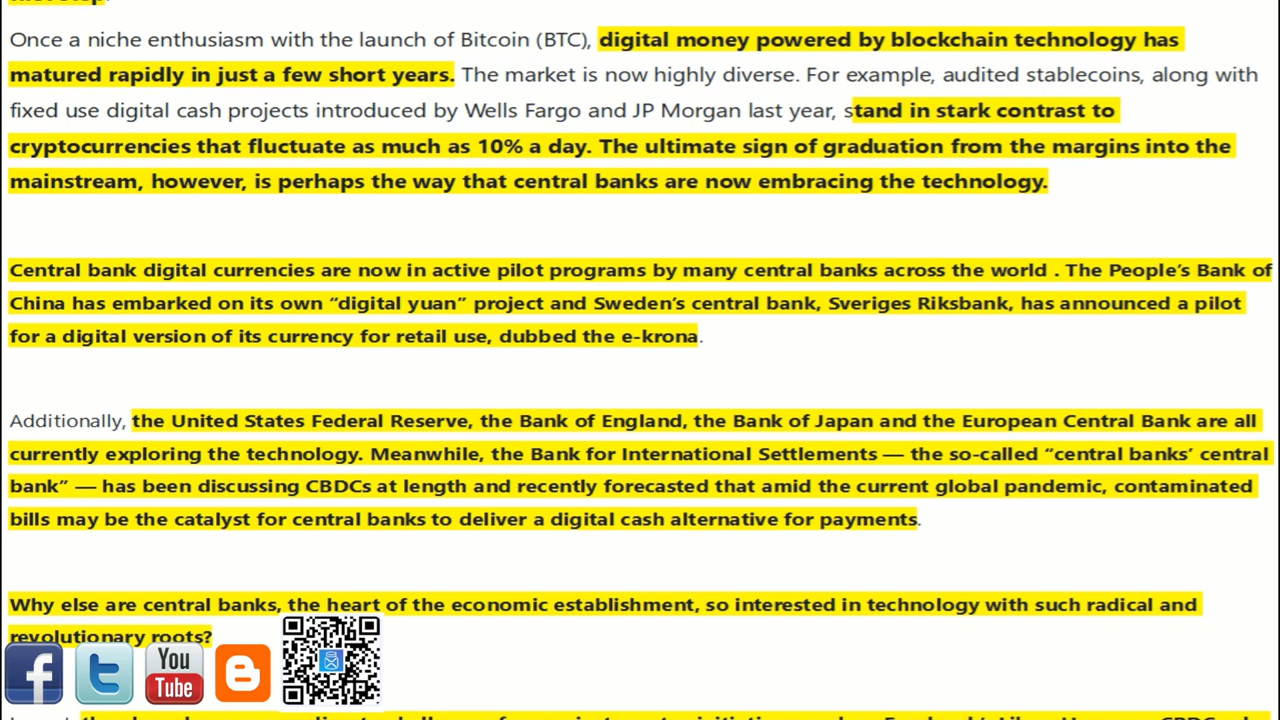 Once a niche enthusiasm with the launch of Bitcoin (BTC), digital money powered by blockchain technology has
matured rapidly in just a few short years. The market is now highly diverse. For example, audited stablecoins, along with
fixed use digital cash projects introduced by Wells Fargo and JP Morgan last year, stand in stark contrast to
cryptocurrencies that fluctuate as much as 10% a day. The ultimate sign of graduation from the margins into the
mainstream, however, is perhaps the way that central banks are now embracing the technology.
Central bank digital currencies are now in active pilot programs by many central banks across the world . The People’s Bank of
China has embarked on its own “digital yuan” project and Sweden’s central bank, Sveriges Riksbank, has announced a pilot
for a digital version of its currency for retail use, dubbed the e-krona.
Additionally, the United States Federal Reserve, the Bank of England, the Bank of Japan and the European Central Bank are all
currently exploring the technology. Meanwhile, the Bank for International Settlements — the so-called “central banks’ central
bank” — has been discussing CBDCs at length and recently forecasted that amid the current global pandemic, contaminated
bills may be the catalyst for central banks to deliver a digital cash alternative for payments.
Why else are central banks, the heart of the economic establishment, so interested in technology with such radical and
revolutionary roots?
You
Tube